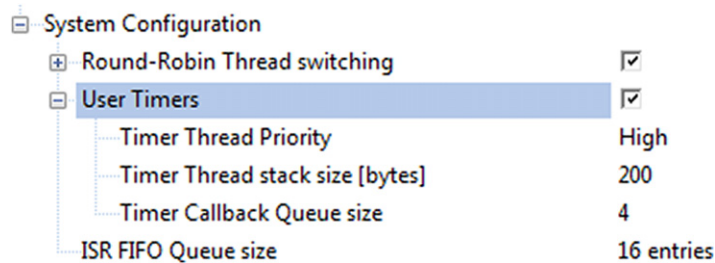 System Configuration
Round-Robin Thread switching
User Timers
Timer Thread Priority High
Timer Thread stack size [bytes] 200
Timer Callback Queue size 4
ISR FIFO Queue size 16 entries